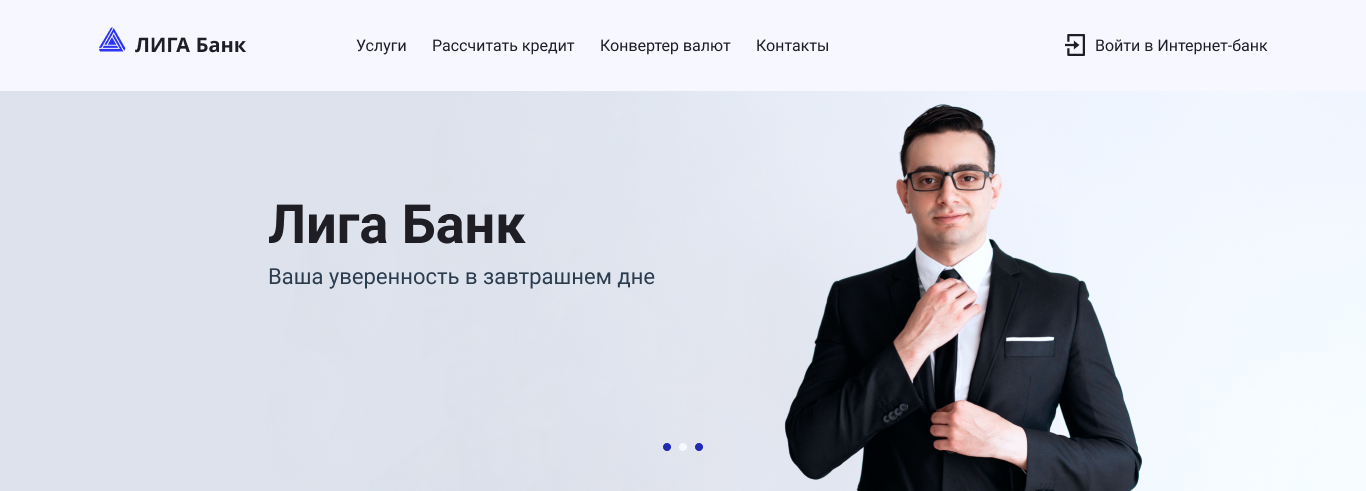 ЛИГА Банк
Услуги Рассчитать кредит Конвертер валют Контакты
Войти в Интернет-банк
Лига Банк
Ваша уверенность в завтрашнем дне